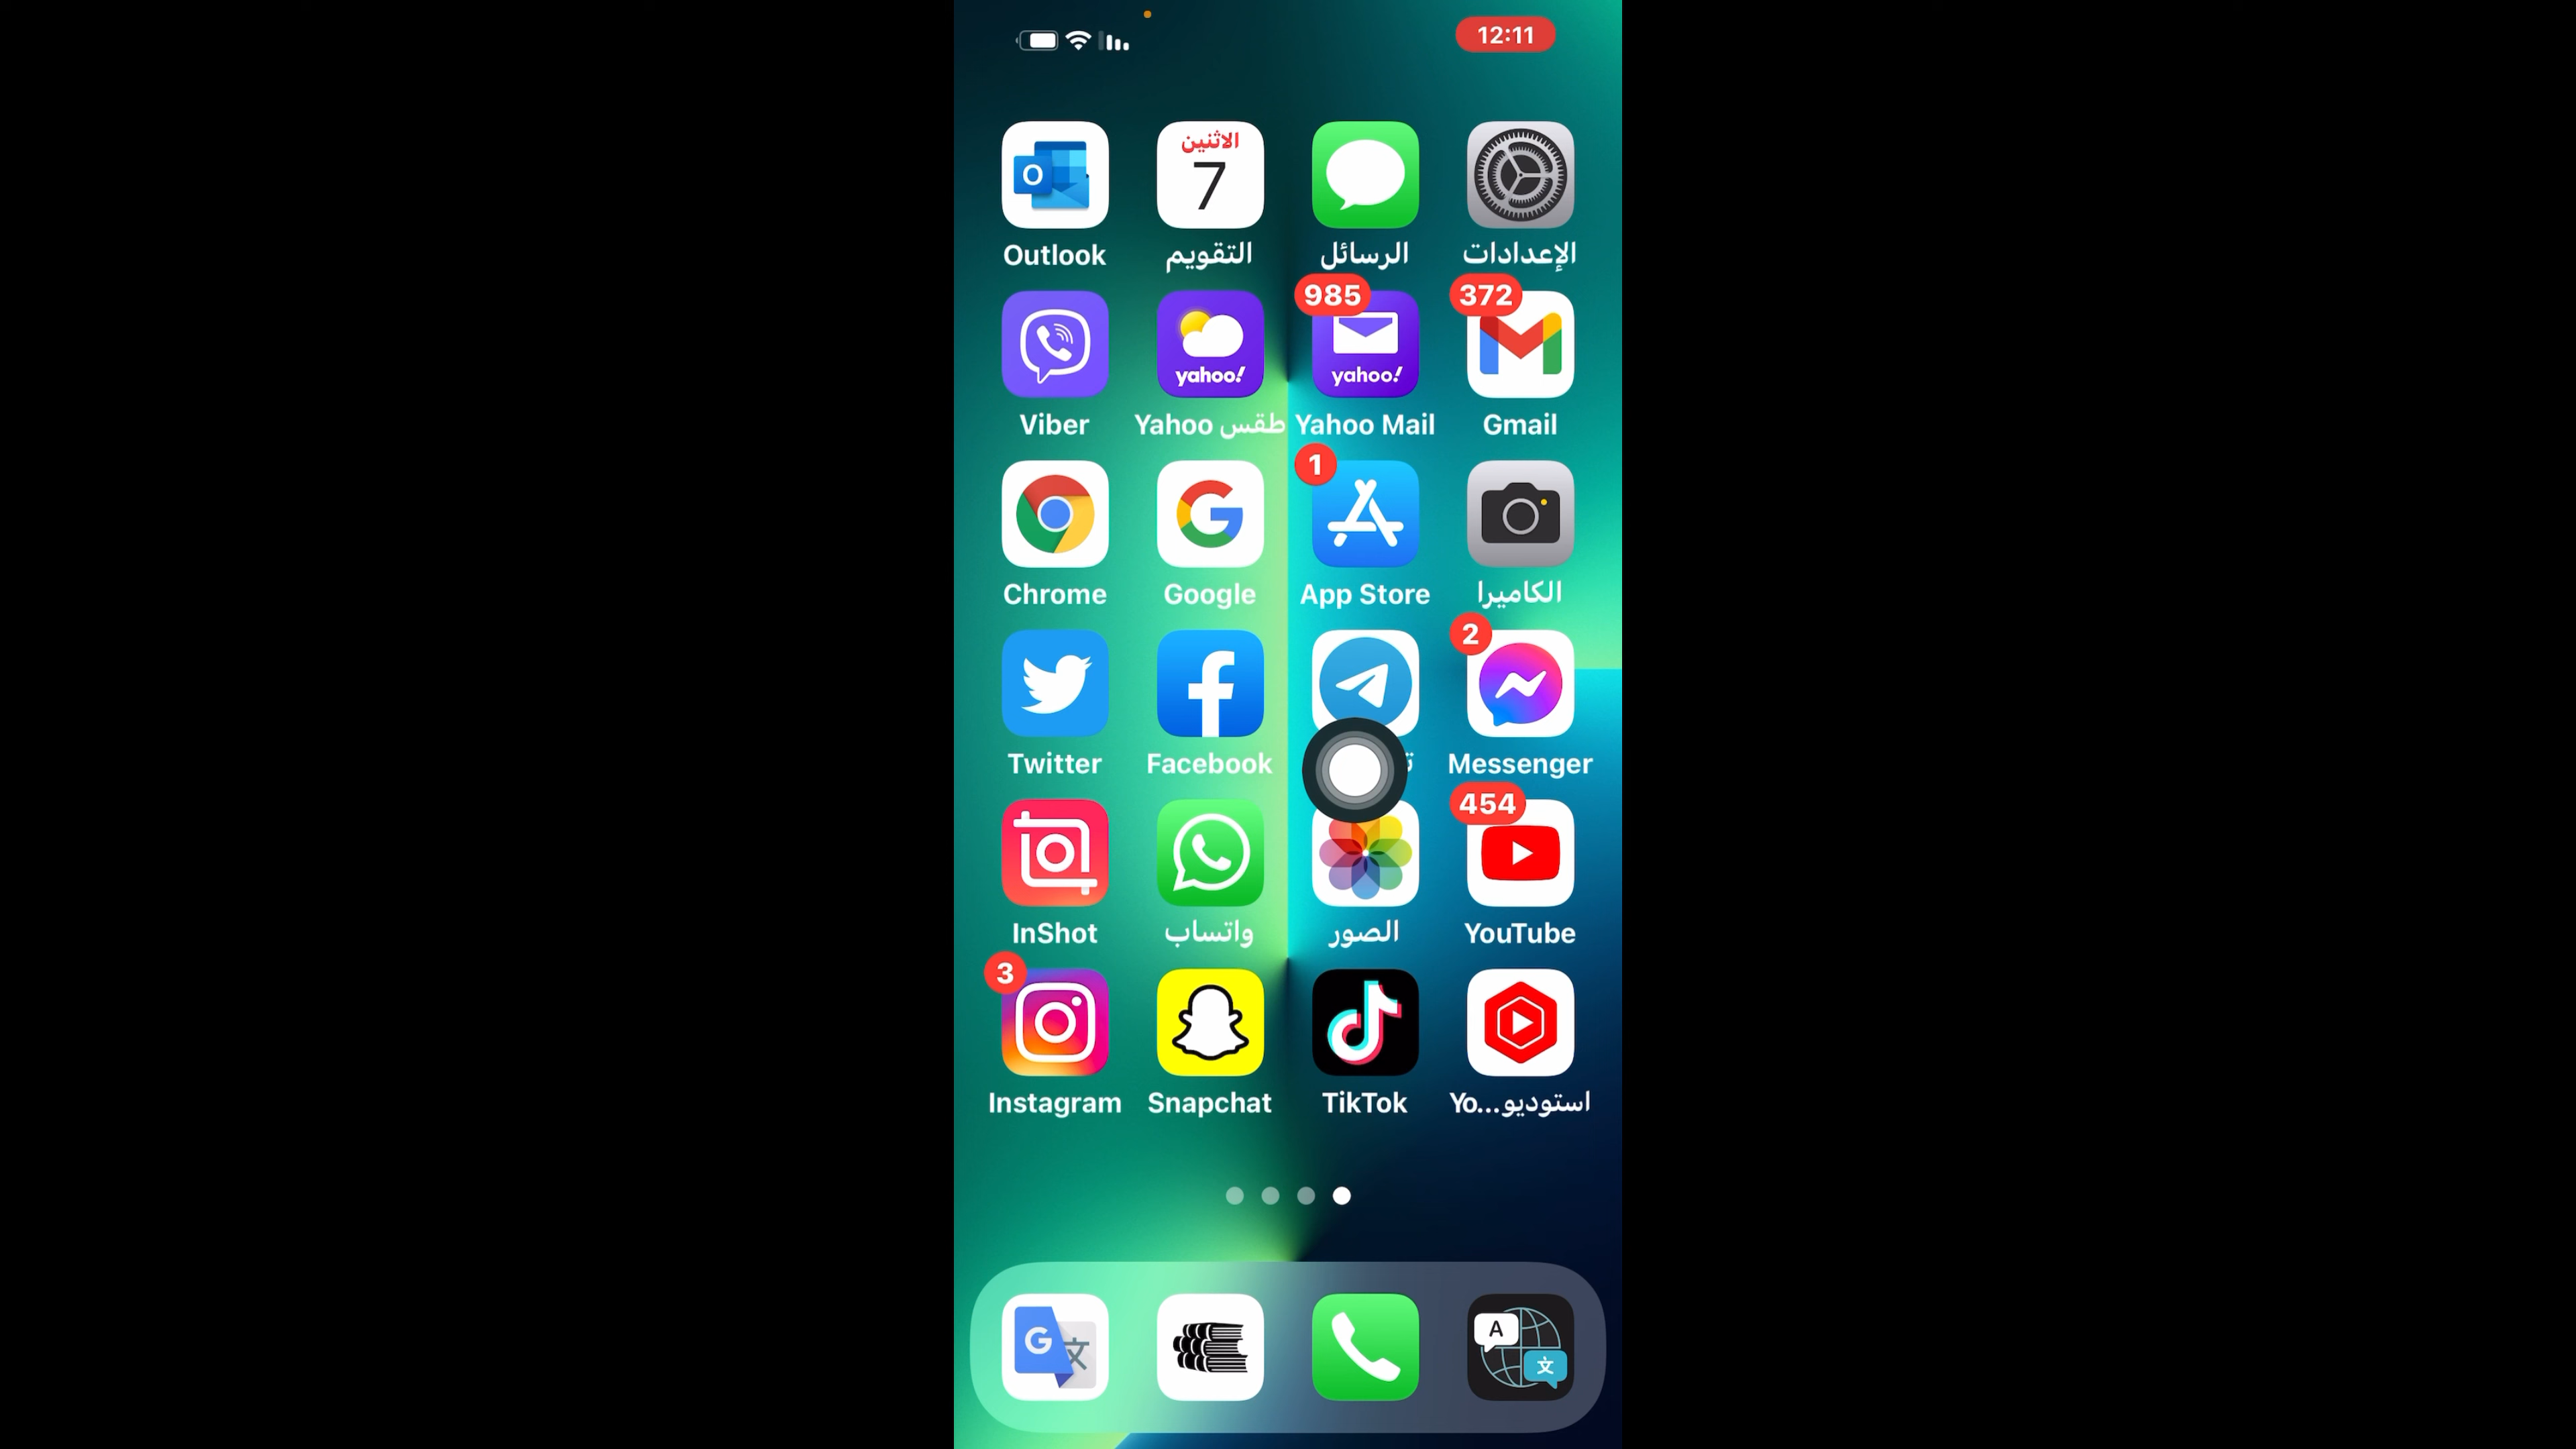 12:11
الاثنين
7
O
Outlook
التقويم
الرسائل
الإعدادات
985
372
yahoo!
yahoo!
Viber
طقس Yahoo
Yahoo Mail
Gmail
1
Chrome
Google
App Store
الكاميرا
2
Twitter
Facebook
Messenger
454
InShot
واتساب
الصور
YouTube
3
Instagram
Snapchat
TikTok
استوديو...Yo
G
文
A
文